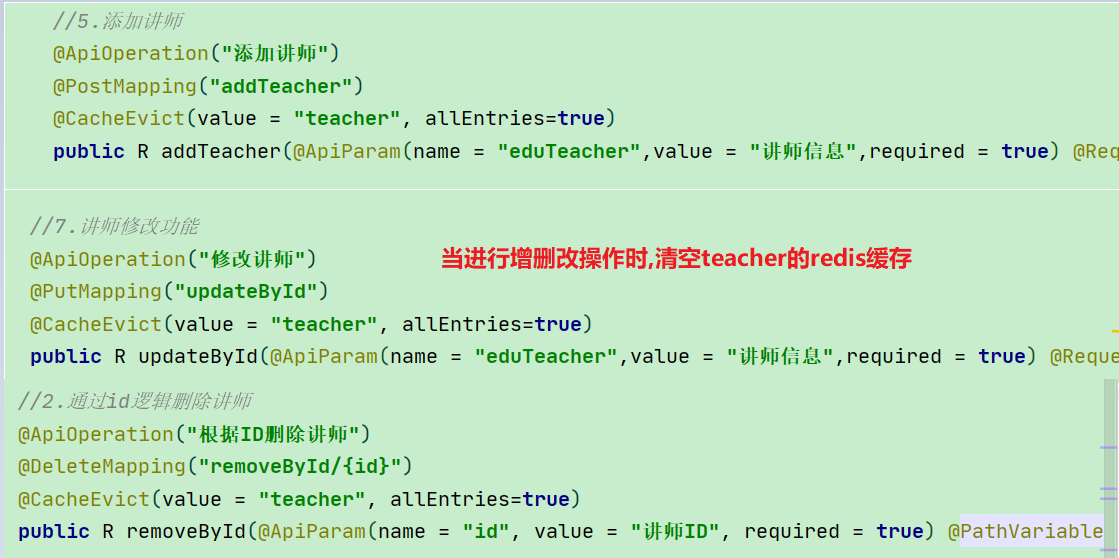 //5.添加讲师
@ApiOperation("添加讲师")
@PostMapping("addTeacher")
@CacheEvict(value = "teacher", allEntries=true)
public R addTeacher(@ApiParam(name = "eduTeacher",value = "讲师信息",required = true) @Req
//7.讲师修改功能
@ApiOperation("修改讲师")
当进行增删改操作时,清空teacher的redis缓存
@PutMapping("updateById")
@CacheEvict(value = "teacher", allEntries=true)
public R updateById(@ApiParam(name = "eduTeacher",value = "讲师信息",required = true) @Reque
//2.通过id逻辑删除讲师
@ApiOperation("根据ID删除讲师")
@DeleteMapping("removeById/{id}")
@CacheEvict(value = "teacher", allEntries=true)
public R removeById(@ApiParam(name = "id", value = "讲师ID", required = true) @PathVariable